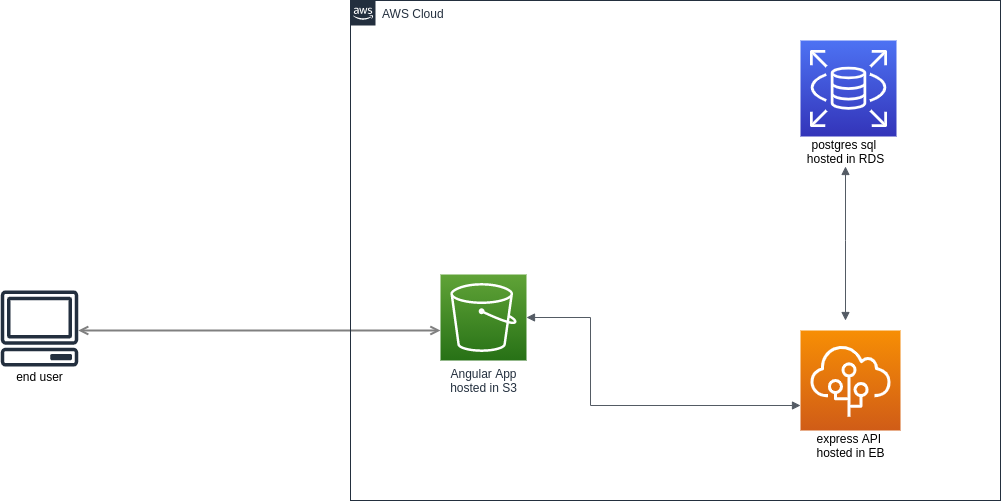 aws
AWS Cloud
postgres sql
hosted in RDS
end user
Angular App
hosted in S3
express API
hosted in EB